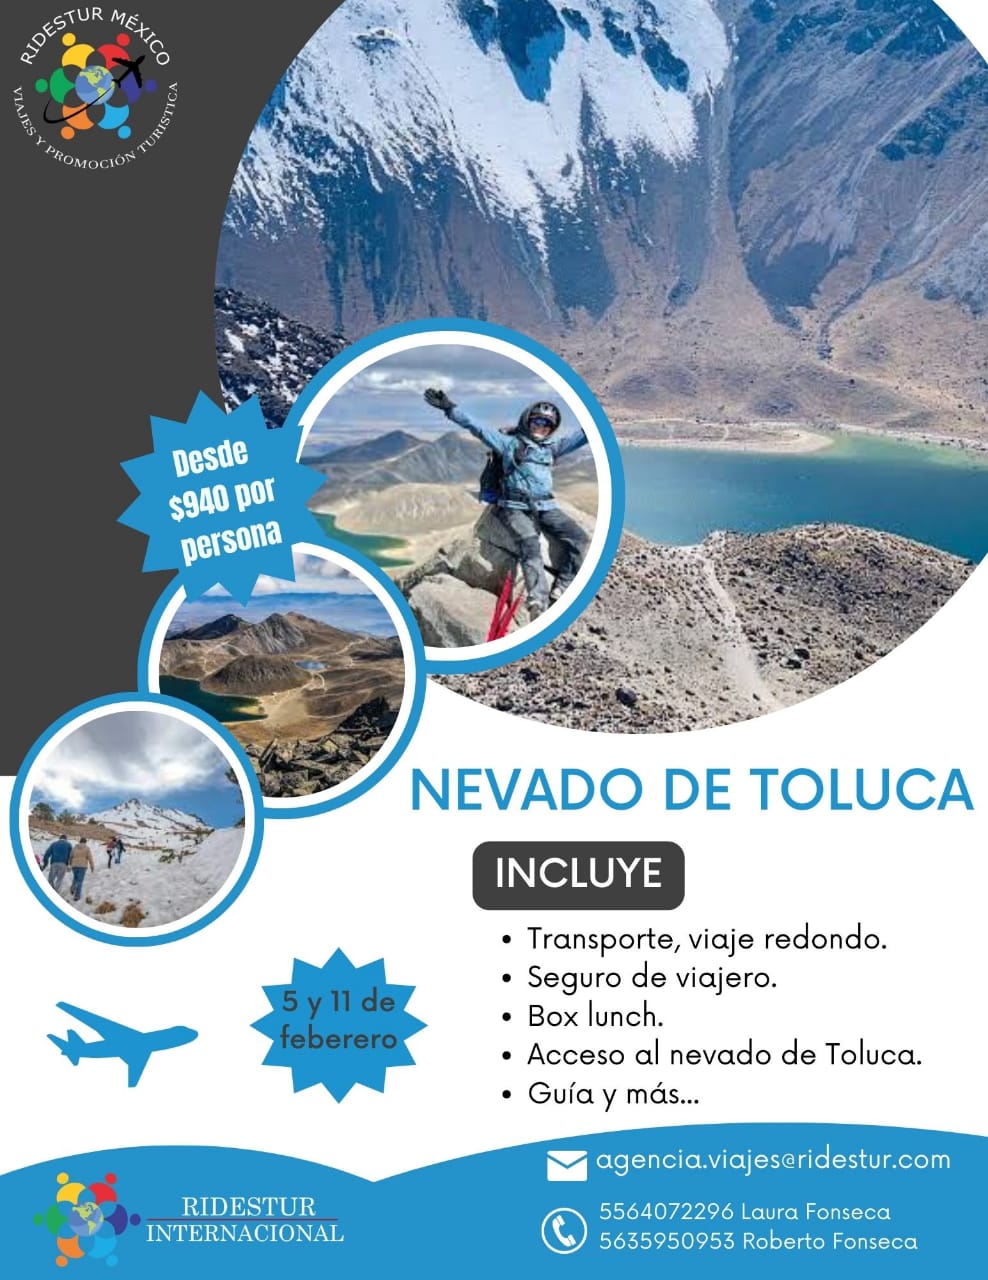 RIDESTUR MÉXICO
VIAJES Y PROMOCIÓN TURISTICA
Desde
$940 por
persona
NEVADO DE TOLUCA
INCLUYE
• Transporte, viaje redondo.
• Seguro de viajero.
• Box lunch.
• Acceso al nevado de Toluca.
• Guía y más...
5 y 11 de
feberero
agencia.viajes@ridestur.com
RIDESTUR
INTERNACIONAL
5564072296 Laura Fonseca
5635950953 Roberto Fonseca